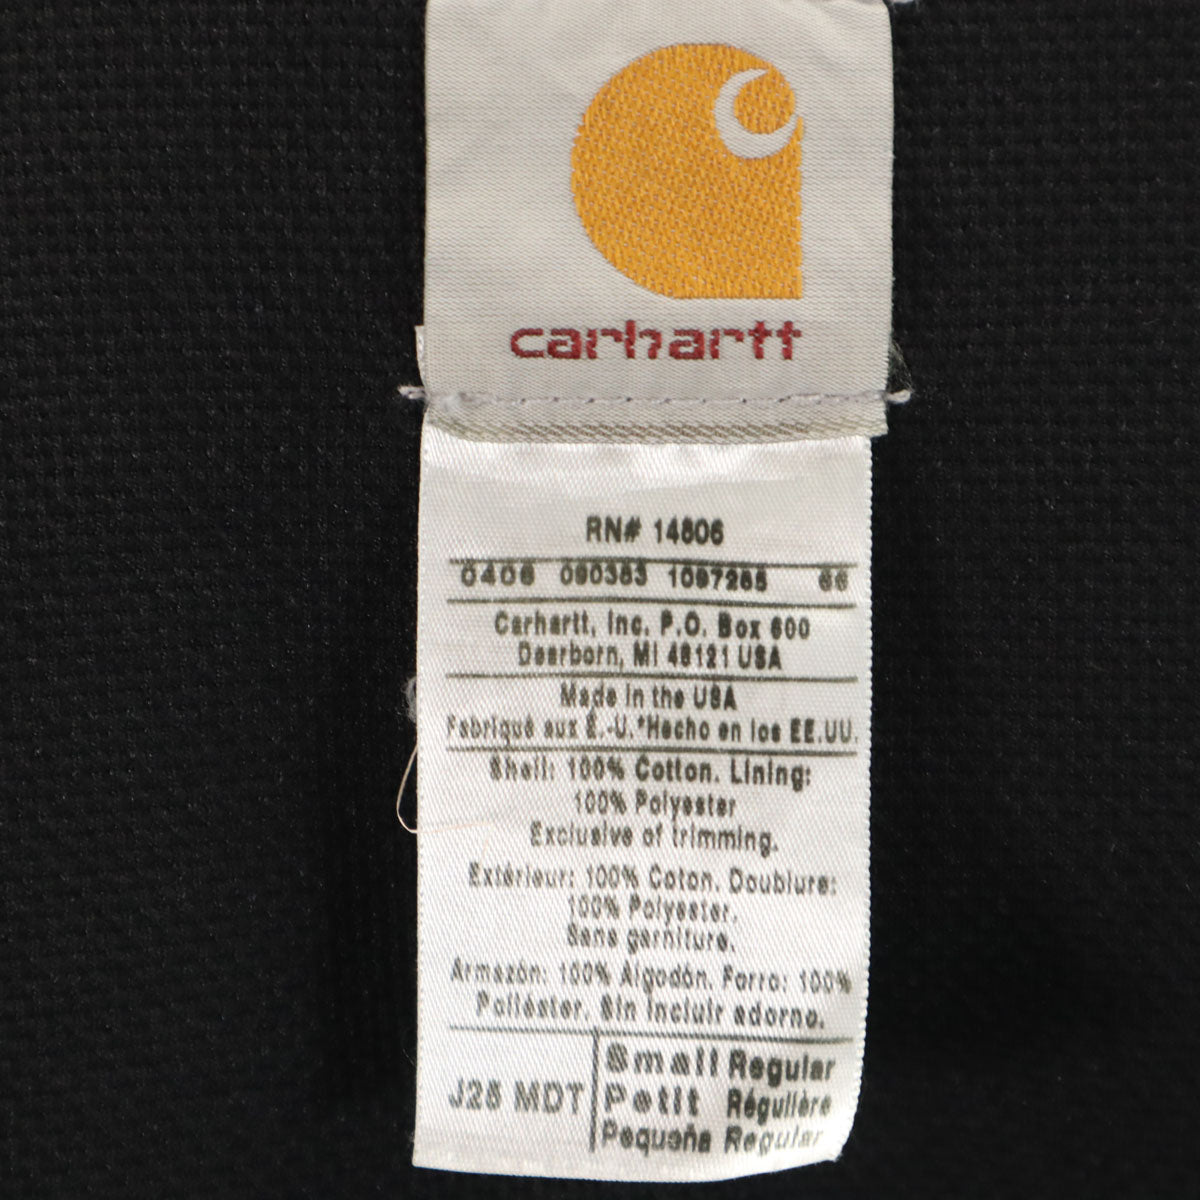 carhartt
RN# 14806
0406 090383 1097265 66
Carhartt, Inc. P.O. Box 600
Dearborn, MI 48121 USA
Made in the USA
Fabriqué aux É.-U.*Hecho en los EE.UU.
Shell: 100% Cotton. Lining:
100% Polyester
Exclusive of trimming.
Extérieur: 100% Coton. Doublure:
100% Polyester.
Sans garniture.
Armazón: 100% Algodón. Forro: 100%
Poliéster. Sin incluir adorno.
J25 MDT
Small Regular
Petit Régulière
Pequeña Regular